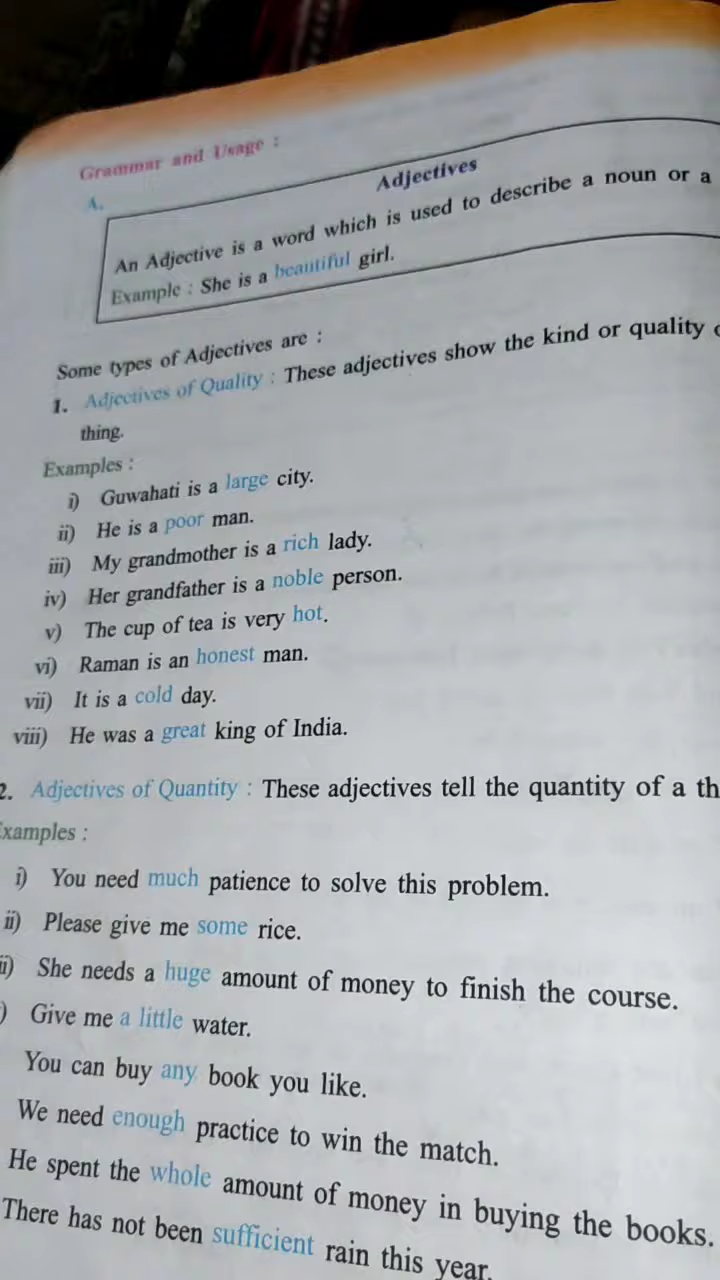 Grammar and Usage :
A.
Adjectives
An Adjective is a word which is used to describe a noun or a
Example : She is a beautiful girl.
Some types of Adjectives are :
1. Adjectives of Quality : These adjectives show the kind or quality
thing.
Examples :
i) Guwahati is a large city.
ii) He is a poor man.
iii) My grandmother is a rich lady.
iv) Her grandfather is a noble person.
v) The cup of tea is very hot.
vi) Raman is an honest man.
vii) It is a cold day.
viii) He was a great king of India.
2. Adjectives of Quantity : These adjectives tell the quantity of a th
Examples :
i) You need much patience to solve this problem.
ii) Please give me some rice.
ii) She needs a huge amount of money to finish the course.
) Give me a little water.
You can buy any book you like.
We need enough practice to win the match.
He spent the whole amount of money in buying the books.
There has not been sufficient rain this year.